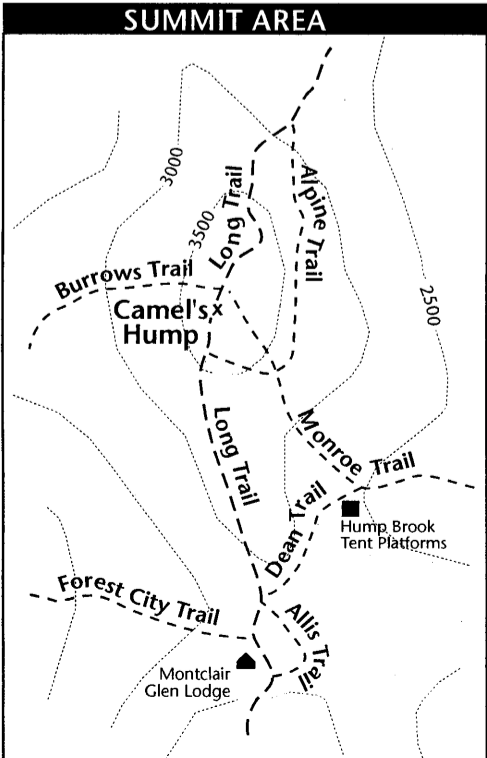 SUMMIT AREA
3000
3500
Long Trail
Alpine Trail
Burrows Trail
2500
Camel's x
Hump
Long Trail
Monroe Trail
Dean Trail
Hump Brook
Tent Platforms
Forest City Trail
Allis Trail
Montclair
Glen Lodge